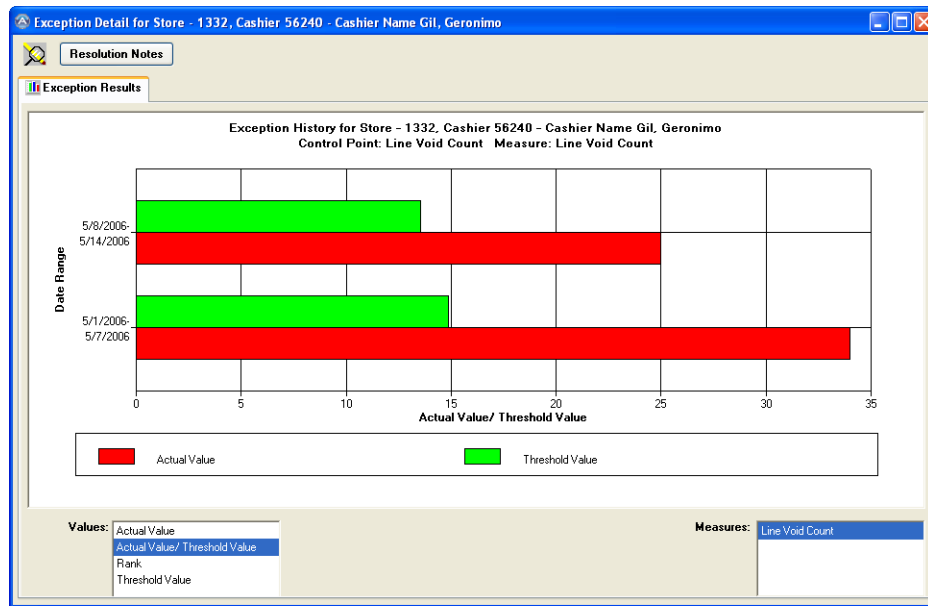 Exception Detail for Store - 1332, Cashier 56240 - Cashier Name Gil, Geronimo
Resolution Notes
Exception Results
Exception History for Store - 1332, Cashier 56240 - Cashier Name Gil, Geronimo
Control Point: Line Void Count Measure: Line Void Count
Date Range
5/8/2006-
5/14/2006
5/1/2006-
5/7/2006
0 5 10 15 20 25 30 35
Actual Value/ Threshold Value
Actual Value Threshold Value
Values:
Actual Value
Actual Value/ Threshold Value
Rank
Threshold Value
Measures:
Line Void Count